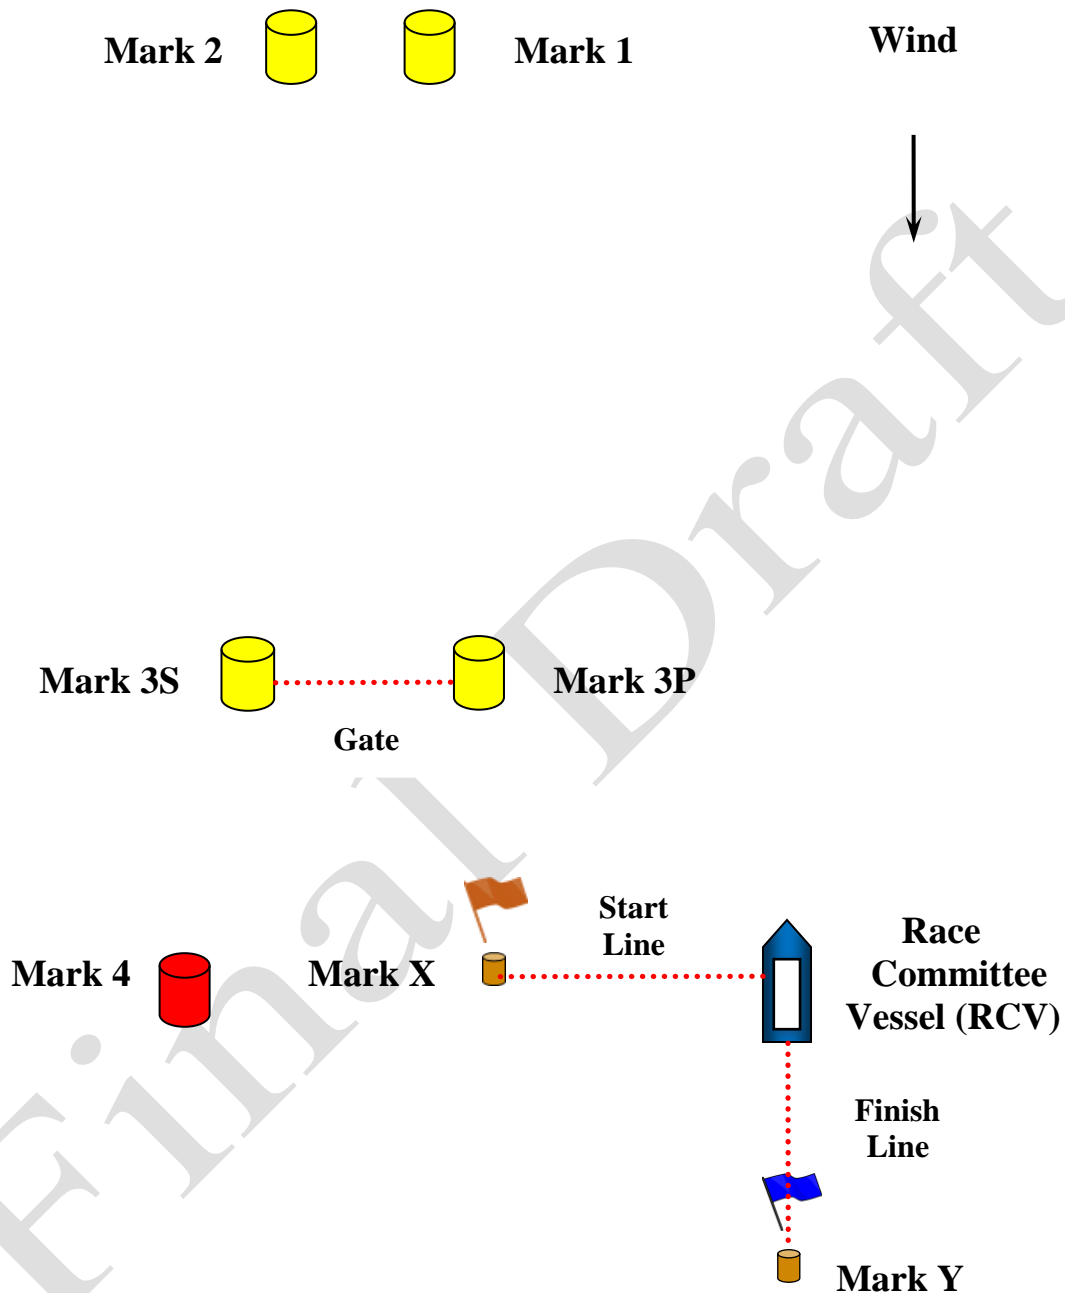 Mark 2
Mark 1
Wind
Mark 3S
Mark 3P
Gate
Start
Line
Mark 4
Mark X
Race
Committee
Vessel (RCV)
Finish
Line
Mark Y
Final Draft